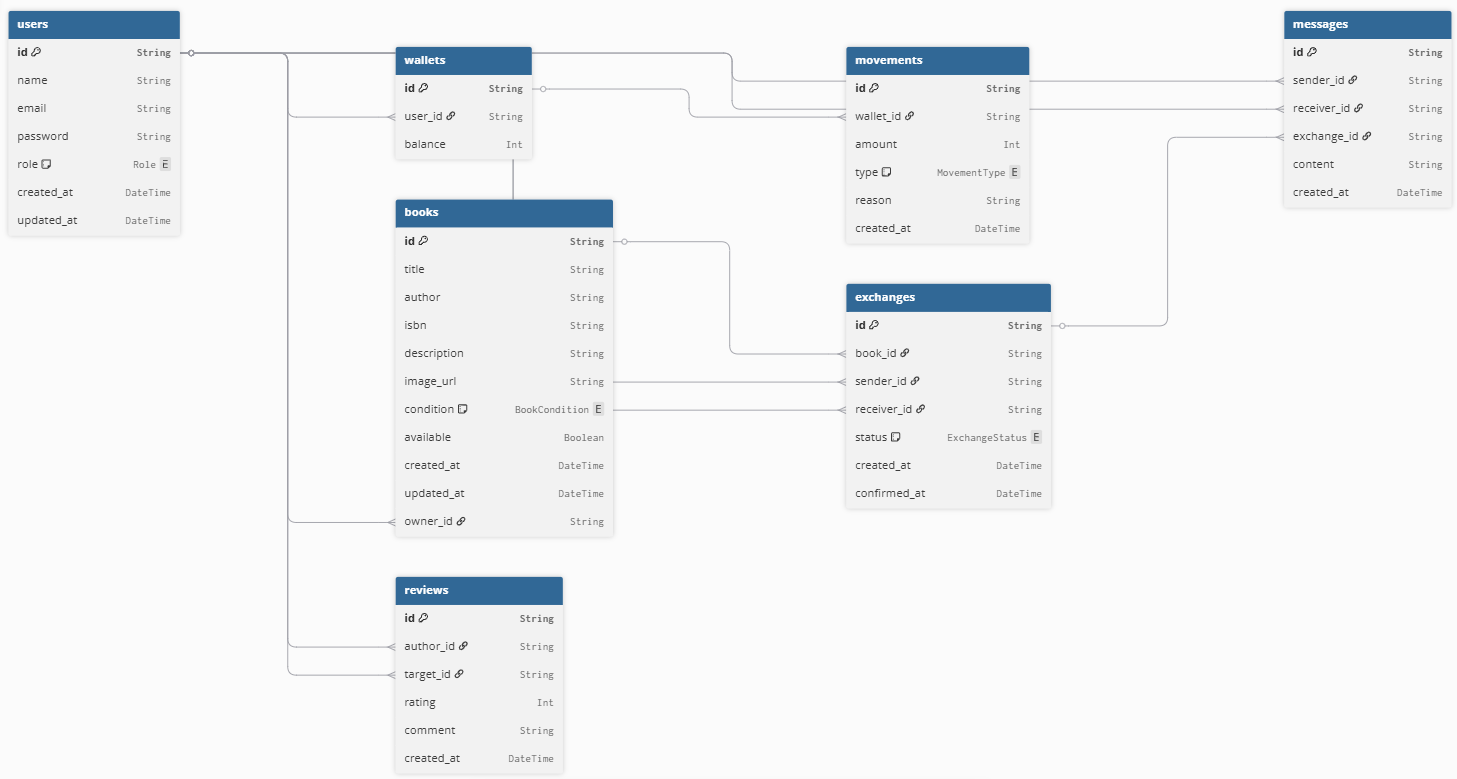 users
id String
name String
email String
password String
role Role E
created_at DateTime
updated_at DateTime
wallets
id String
user_id String
balance Int
books
id String
title String
author String
isbn String
description String
image_url String
condition BookCondition E
available Boolean
created_at DateTime
updated_at DateTime
owner_id String
reviews
id String
author_id String
target_id String
rating Int
comment String
created_at DateTime
movements
id String
wallet_id String
amount Int
type MovementType E
reason String
created_at DateTime
exchanges
id String
book_id String
sender_id String
receiver_id String
status ExchangeStatus E
created_at DateTime
confirmed_at DateTime
messages
id String
sender_id String
receiver_id String
exchange_id String
content String
created_at DateTime